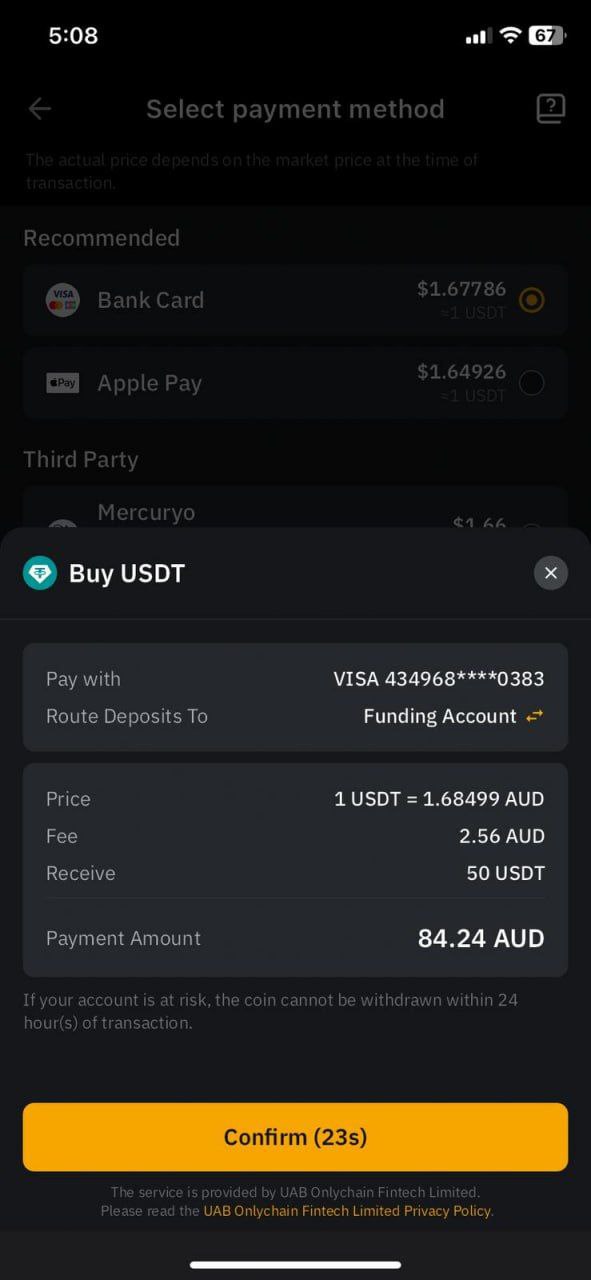 5:08
67
Select payment method
The actual price depends on the market price at the time of
transaction.
Recommended
VISA
Bank Card
$1.67786
≈1 USDT
Pay
Apple Pay
$1.64926
≈1 USDT
Third Party
Mercuryo
$1.66
Buy USDT
Pay with
VISA 434968****0383
Route Deposits To
Funding Account
Price
1 USDT = 1.68499 AUD
Fee
2.56 AUD
Receive
50 USDT
Payment Amount
84.24 AUD
If your account is at risk, the coin cannot be withdrawn within 24
hour(s) of transaction.
Confirm (23s)
The service is provided by UAB Onlychain Fintech Limited.
Please read the UAB Onlychain Fintech Limited Privacy Policy.